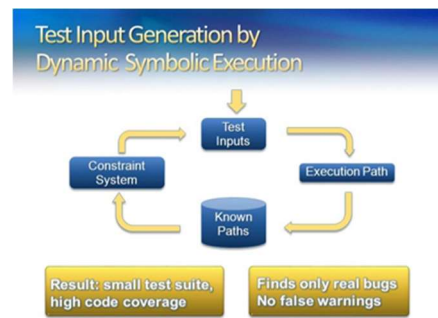 Test Input Generation by
Dynamic Symbolic Execution
Test
Inputs
Constraint
System
Execution Path
Known
Paths
Result: small test suite,
high code coverage
Finds only real bugs
No false warnings